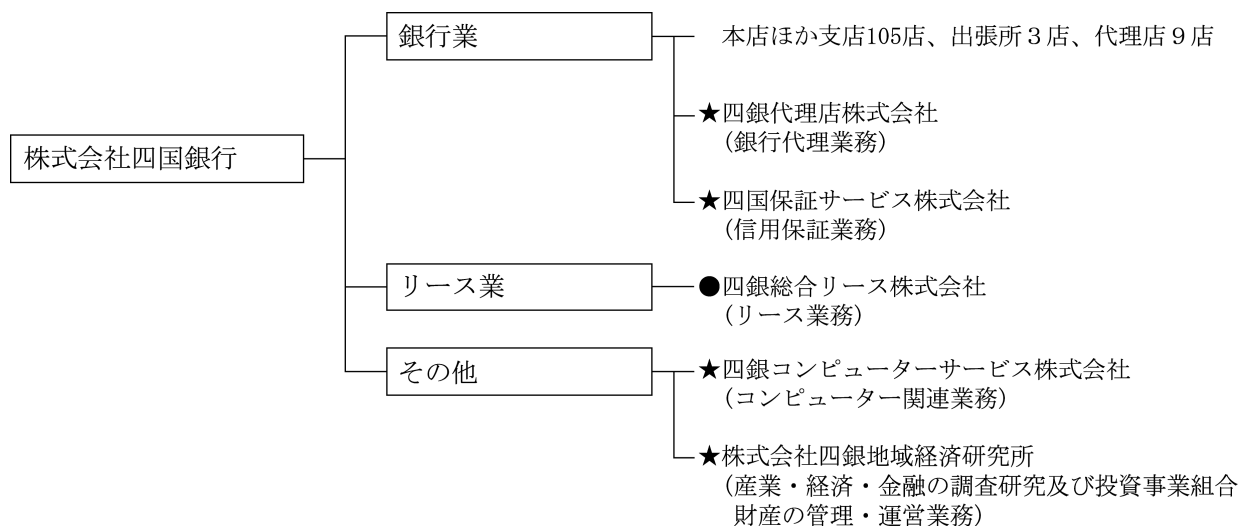 銀行業
本店ほか支店105店、出張所３店、代理店９店
★四銀代理店株式会社
（銀行代理業務）
株式会社四国銀行
★四国保証サービス株式会社
（信用保証業務）
リース業
●四銀総合リース株式会社
（リース業務）
その他
★四銀コンピューターサービス株式会社
（コンピューター関連業務）
★株式会社四銀地域経済研究所
（産業・経済・金融の調査研究及び投資事業組合
財産の管理・運営業務）